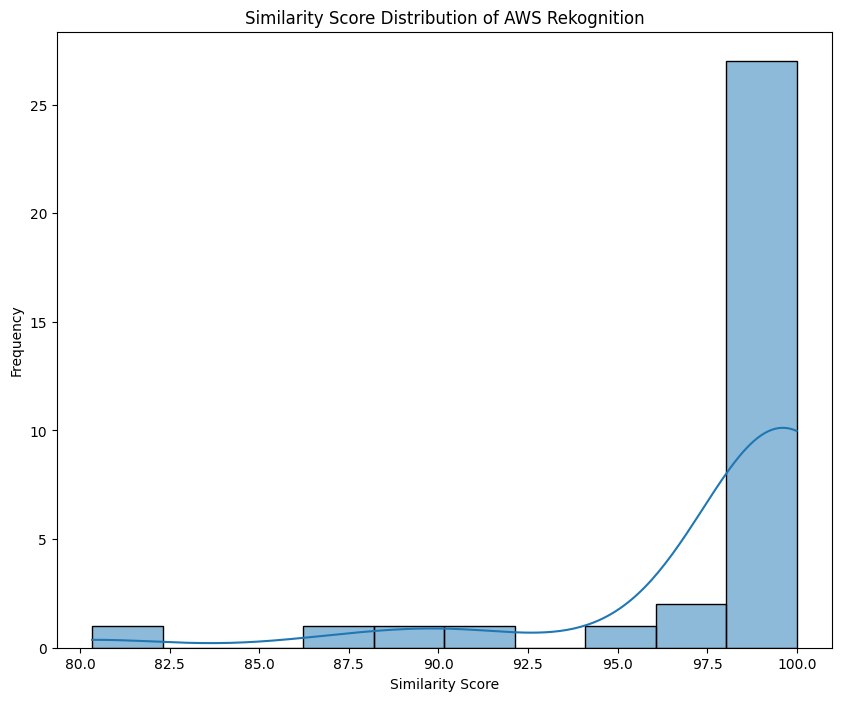 Similarity Score Distribution of AWS Rekognition
Frequency
25
20
15
10
5
0
80.0 82.5 85.0 87.5 90.0 92.5 95.0 97.5 100.0
Similarity Score